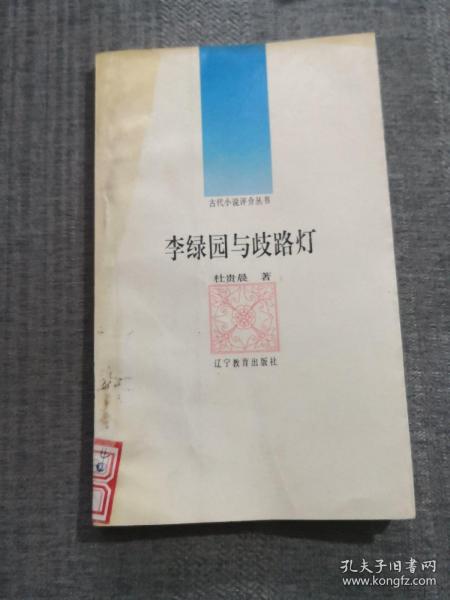 古代小说评介丛书
李绿园与歧路灯
杜贵晨 著
辽宁教育出版社
孔夫子旧书网
www.kongfz.com